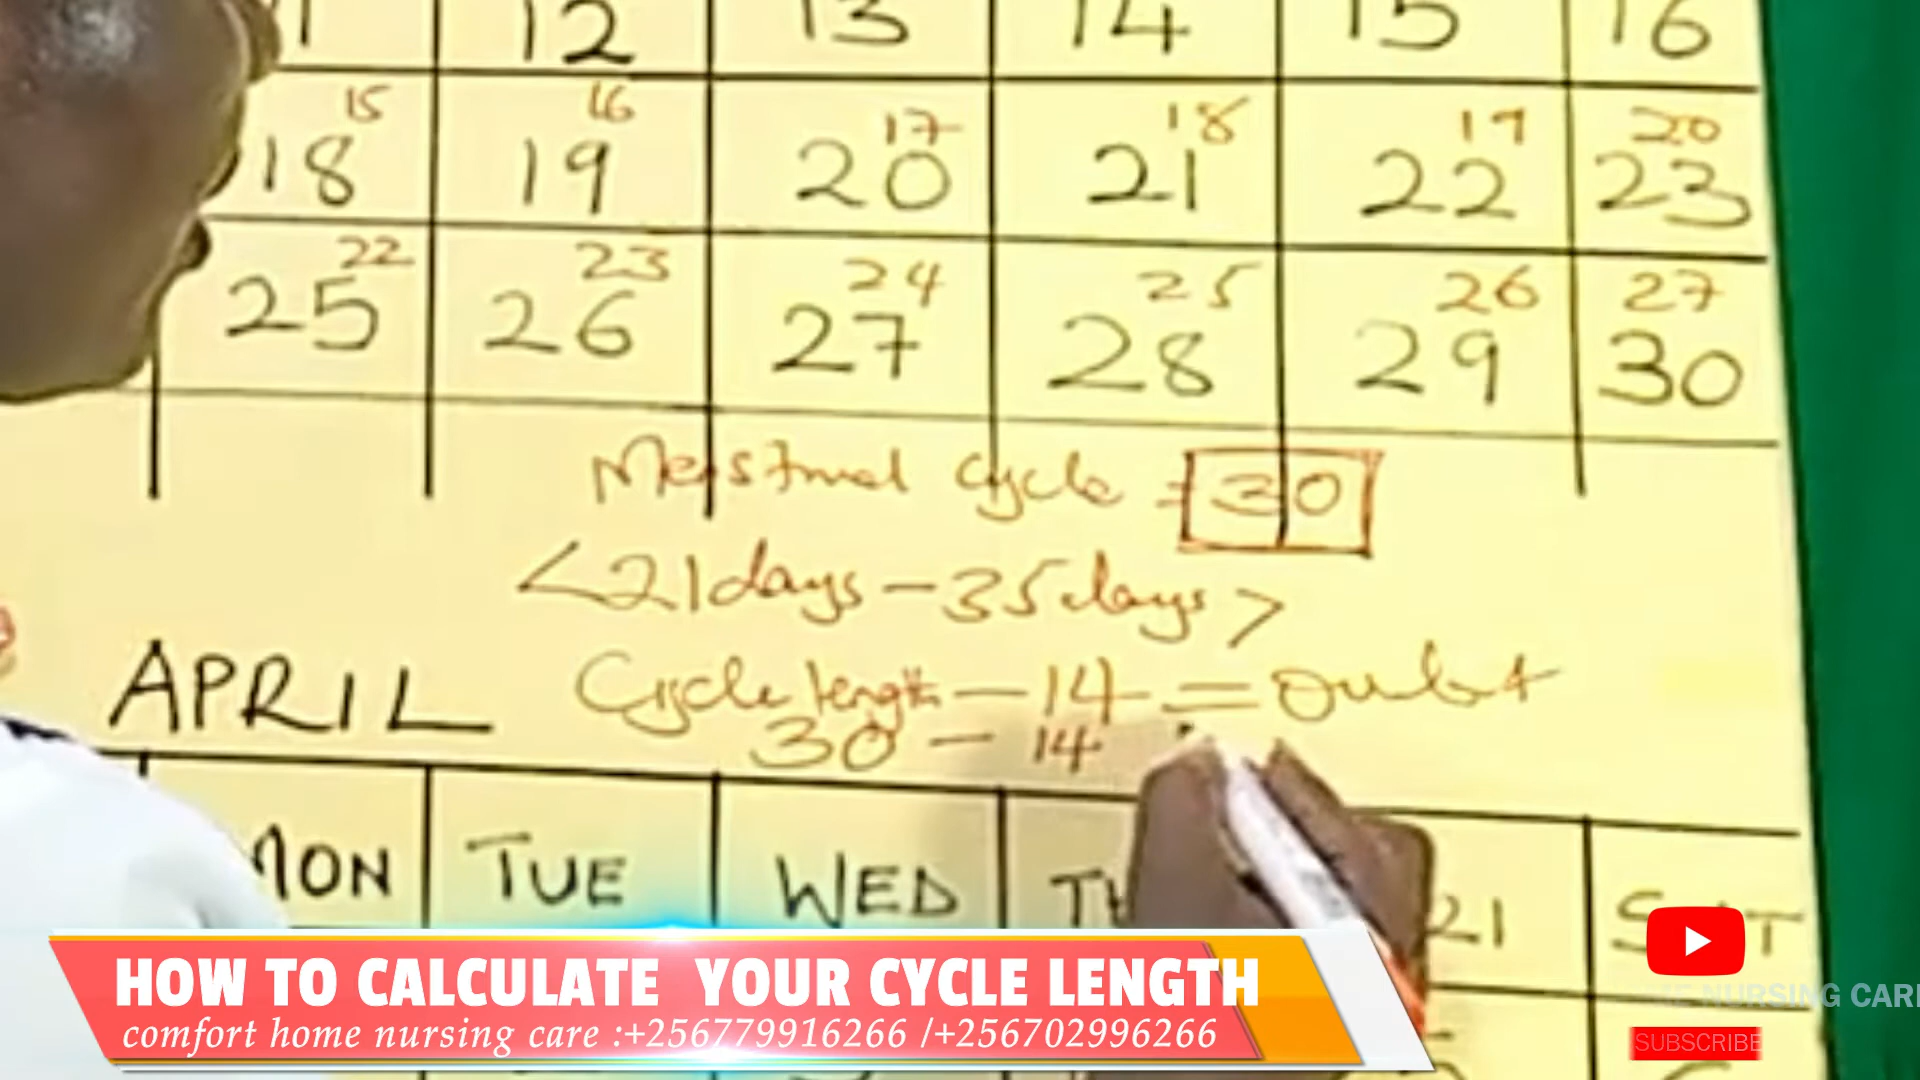 12 13 14 15 16
15 16 17 18 19 20
18 19 20 21 22 23
22 23 24 25 26 27
25 26 27 28 29 30
Menstrual cycle = 30
<21days - 35days>
APRIL Cycle length - 14 =
30 - 14
MON TUE WED
HOW TO CALCULATE YOUR CYCLE LENGTH
comfort home nursing care :+256779916266 /+256702996266
NURSING CAR
SUBSCRIBE